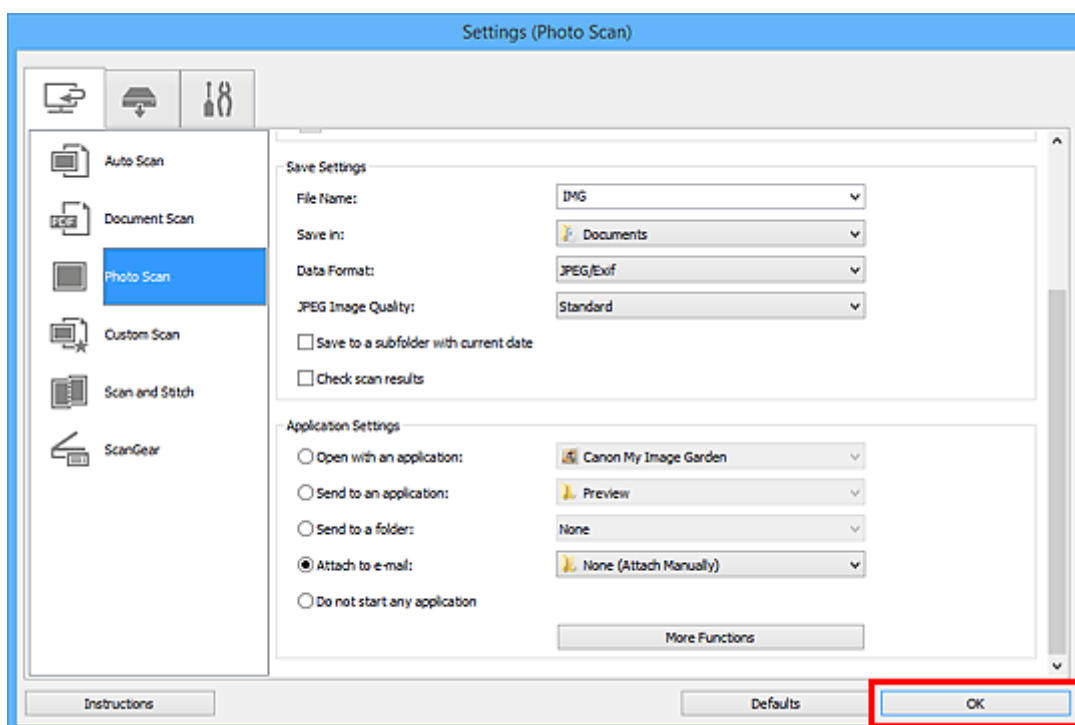 Settings (Photo Scan)
Auto Scan
PDF
Document Scan
Photo Scan
Custom Scan
Scan and Stitch
ScanGear
Save Settings
File Name: IMG
Save in: Documents
Data Format: JPEG/Exif
JPEG Image Quality: Standard
Save to a subfolder with current date
Check scan results
Application Settings
Open with an application: Canon My Image Garden
Send to an application: Preview
Send to a folder: None
Attach to e-mail: None (Attach Manually)
Do not start any application
More Functions
Instructions Defaults OK